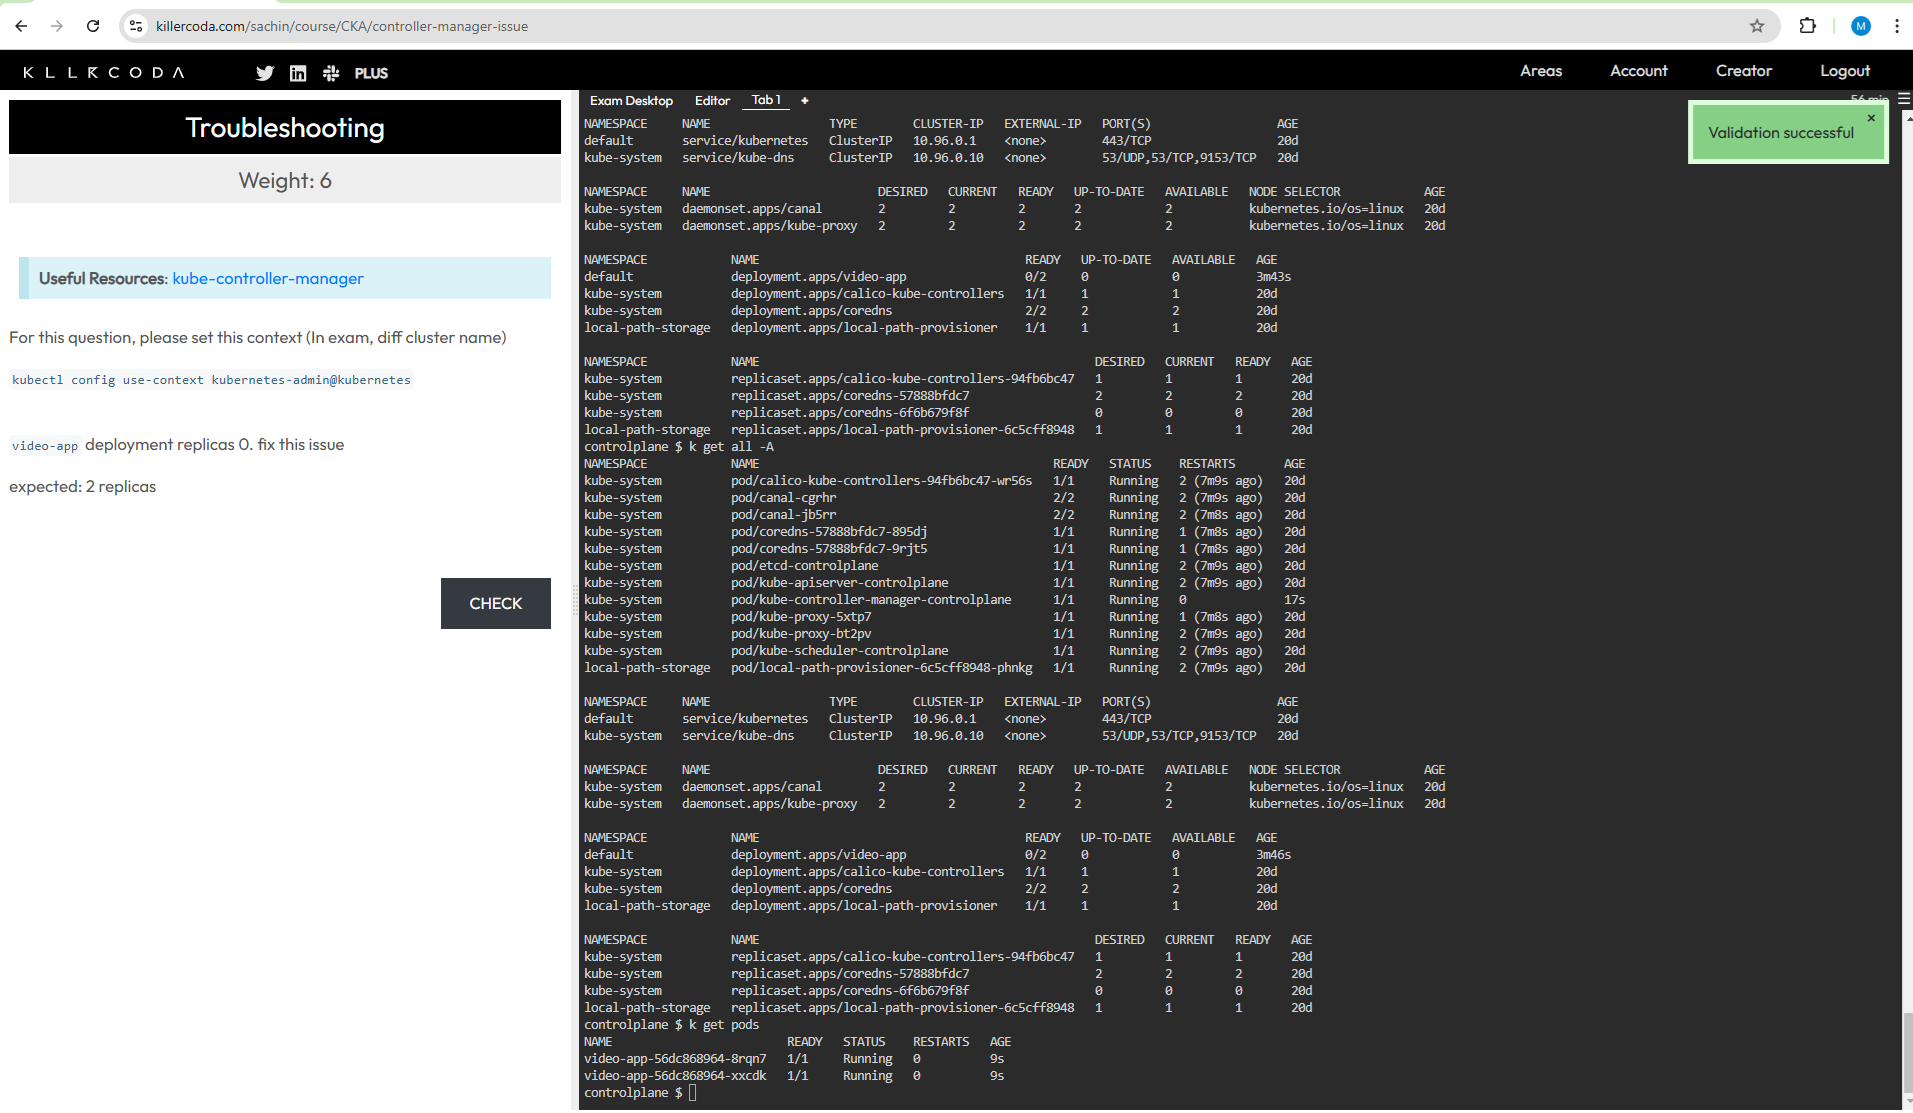 killercoda.com/sachin/course/CKA/controller-manager-issue
M
KLLRCODA PLUS Areas Account Creator Logout
Troubleshooting
Weight: 6
Useful Resources: kube-controller-manager
For this question, please set this context (In exam, diff cluster name)
kubectl config use-context kubernetes-admin@kubernetes
video-app deployment replicas 0. fix this issue
expected: 2 replicas
CHECK
Exam Desktop Editor Tab 1 +
56 min
Validation successful ×
NAMESPACE NAME TYPE CLUSTER-IP EXTERNAL-IP PORT(S) AGE
default service/kubernetes ClusterIP 10.96.0.1 <none> 443/TCP 20d
kube-system service/kube-dns ClusterIP 10.96.0.10 <none> 53/UDP,53/TCP,9153/TCP 20d
NAMESPACE NAME DESIRED CURRENT READY UP-TO-DATE AVAILABLE NODE SELECTOR AGE
kube-system daemonset.apps/canal 2 2 2 2 2 kubernetes.io/os=linux 20d
kube-system daemonset.apps/kube-proxy 2 2 2 2 2 kubernetes.io/os=linux 20d
NAMESPACE NAME READY UP-TO-DATE AVAILABLE AGE
default deployment.apps/video-app 0/2 0 0 3m43s
kube-system deployment.apps/calico-kube-controllers 1/1 1 1 20d
kube-system deployment.apps/coredns 2/2 2 2 20d
local-path-storage deployment.apps/local-path-provisioner 1/1 1 1 20d
NAMESPACE NAME DESIRED CURRENT READY AGE
kube-system replicaset.apps/calico-kube-controllers-94fb6bc47 1 1 1 20d
kube-system replicaset.apps/coredns-57888bfdc7 2 2 2 20d
kube-system replicaset.apps/coredns-6f6b679f8f 0 0 0 20d
local-path-storage replicaset.apps/local-path-provisioner-6c5cff8948 1 1 1 20d
controlplane $ k get all -A
NAMESPACE NAME READY STATUS RESTARTS AGE
kube-system pod/calico-kube-controllers-94fb6bc47-wr56s 1/1 Running 2 (7m9s ago) 20d
kube-system pod/canal-cgrhr 2/2 Running 2 (7m9s ago) 20d
kube-system pod/canal-jb5rr 2/2 Running 2 (7m8s ago) 20d
kube-system pod/coredns-57888bfdc7-895dj 1/1 Running 1 (7m8s ago) 20d
kube-system pod/coredns-57888bfdc7-9rjt5 1/1 Running 1 (7m8s ago) 20d
kube-system pod/etcd-controlplane 1/1 Running 2 (7m9s ago) 20d
kube-system pod/kube-apiserver-controlplane 1/1 Running 2 (7m9s ago) 20d
kube-system pod/kube-controller-manager-controlplane 1/1 Running 0 17s
kube-system pod/kube-proxy-5xtp7 1/1 Running 1 (7m8s ago) 20d
kube-system pod/kube-proxy-bt2pv 1/1 Running 2 (7m9s ago) 20d
kube-system pod/kube-scheduler-controlplane 1/1 Running 2 (7m9s ago) 20d
local-path-storage pod/local-path-provisioner-6c5cff8948-phnkg 1/1 Running 2 (7m9s ago) 20d
NAMESPACE NAME TYPE CLUSTER-IP EXTERNAL-IP PORT(S) AGE
default service/kubernetes ClusterIP 10.96.0.1 <none> 443/TCP 20d
kube-system service/kube-dns ClusterIP 10.96.0.10 <none> 53/UDP,53/TCP,9153/TCP 20d
NAMESPACE NAME DESIRED CURRENT READY UP-TO-DATE AVAILABLE NODE SELECTOR AGE
kube-system daemonset.apps/canal 2 2 2 2 2 kubernetes.io/os=linux 20d
kube-system daemonset.apps/kube-proxy 2 2 2 2 2 kubernetes.io/os=linux 20d
NAMESPACE NAME READY UP-TO-DATE AVAILABLE AGE
default deployment.apps/video-app 0/2 0 0 3m46s
kube-system deployment.apps/calico-kube-controllers 1/1 1 1 20d
kube-system deployment.apps/coredns 2/2 2 2 20d
local-path-storage deployment.apps/local-path-provisioner 1/1 1 1 20d
NAMESPACE NAME DESIRED CURRENT READY AGE
kube-system replicaset.apps/calico-kube-controllers-94fb6bc47 1 1 1 20d
kube-system replicaset.apps/coredns-57888bfdc7 2 2 2 20d
kube-system replicaset.apps/coredns-6f6b679f8f 0 0 0 20d
local-path-storage replicaset.apps/local-path-provisioner-6c5cff8948 1 1 1 20d
controlplane $ k get pods
NAME READY STATUS RESTARTS AGE
video-app-56dc868964-8rqn7 1/1 Running 0 9s
video-app-56dc868964-xxcdk 1/1 Running 0 9s
controlplane $